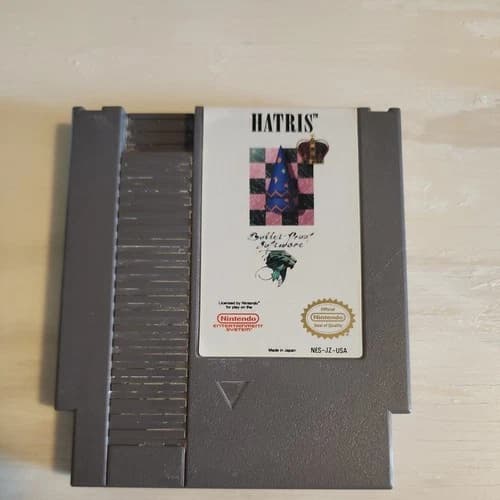 HATRIS™
Bullet-Proof
Software
Licensed by Nintendo®
for play on the
Nintendo®
ENTERTAINMENT
SYSTEM®
Official
Nintendo®
Seal of Quality
Made in Japan
NES-JZ-USA